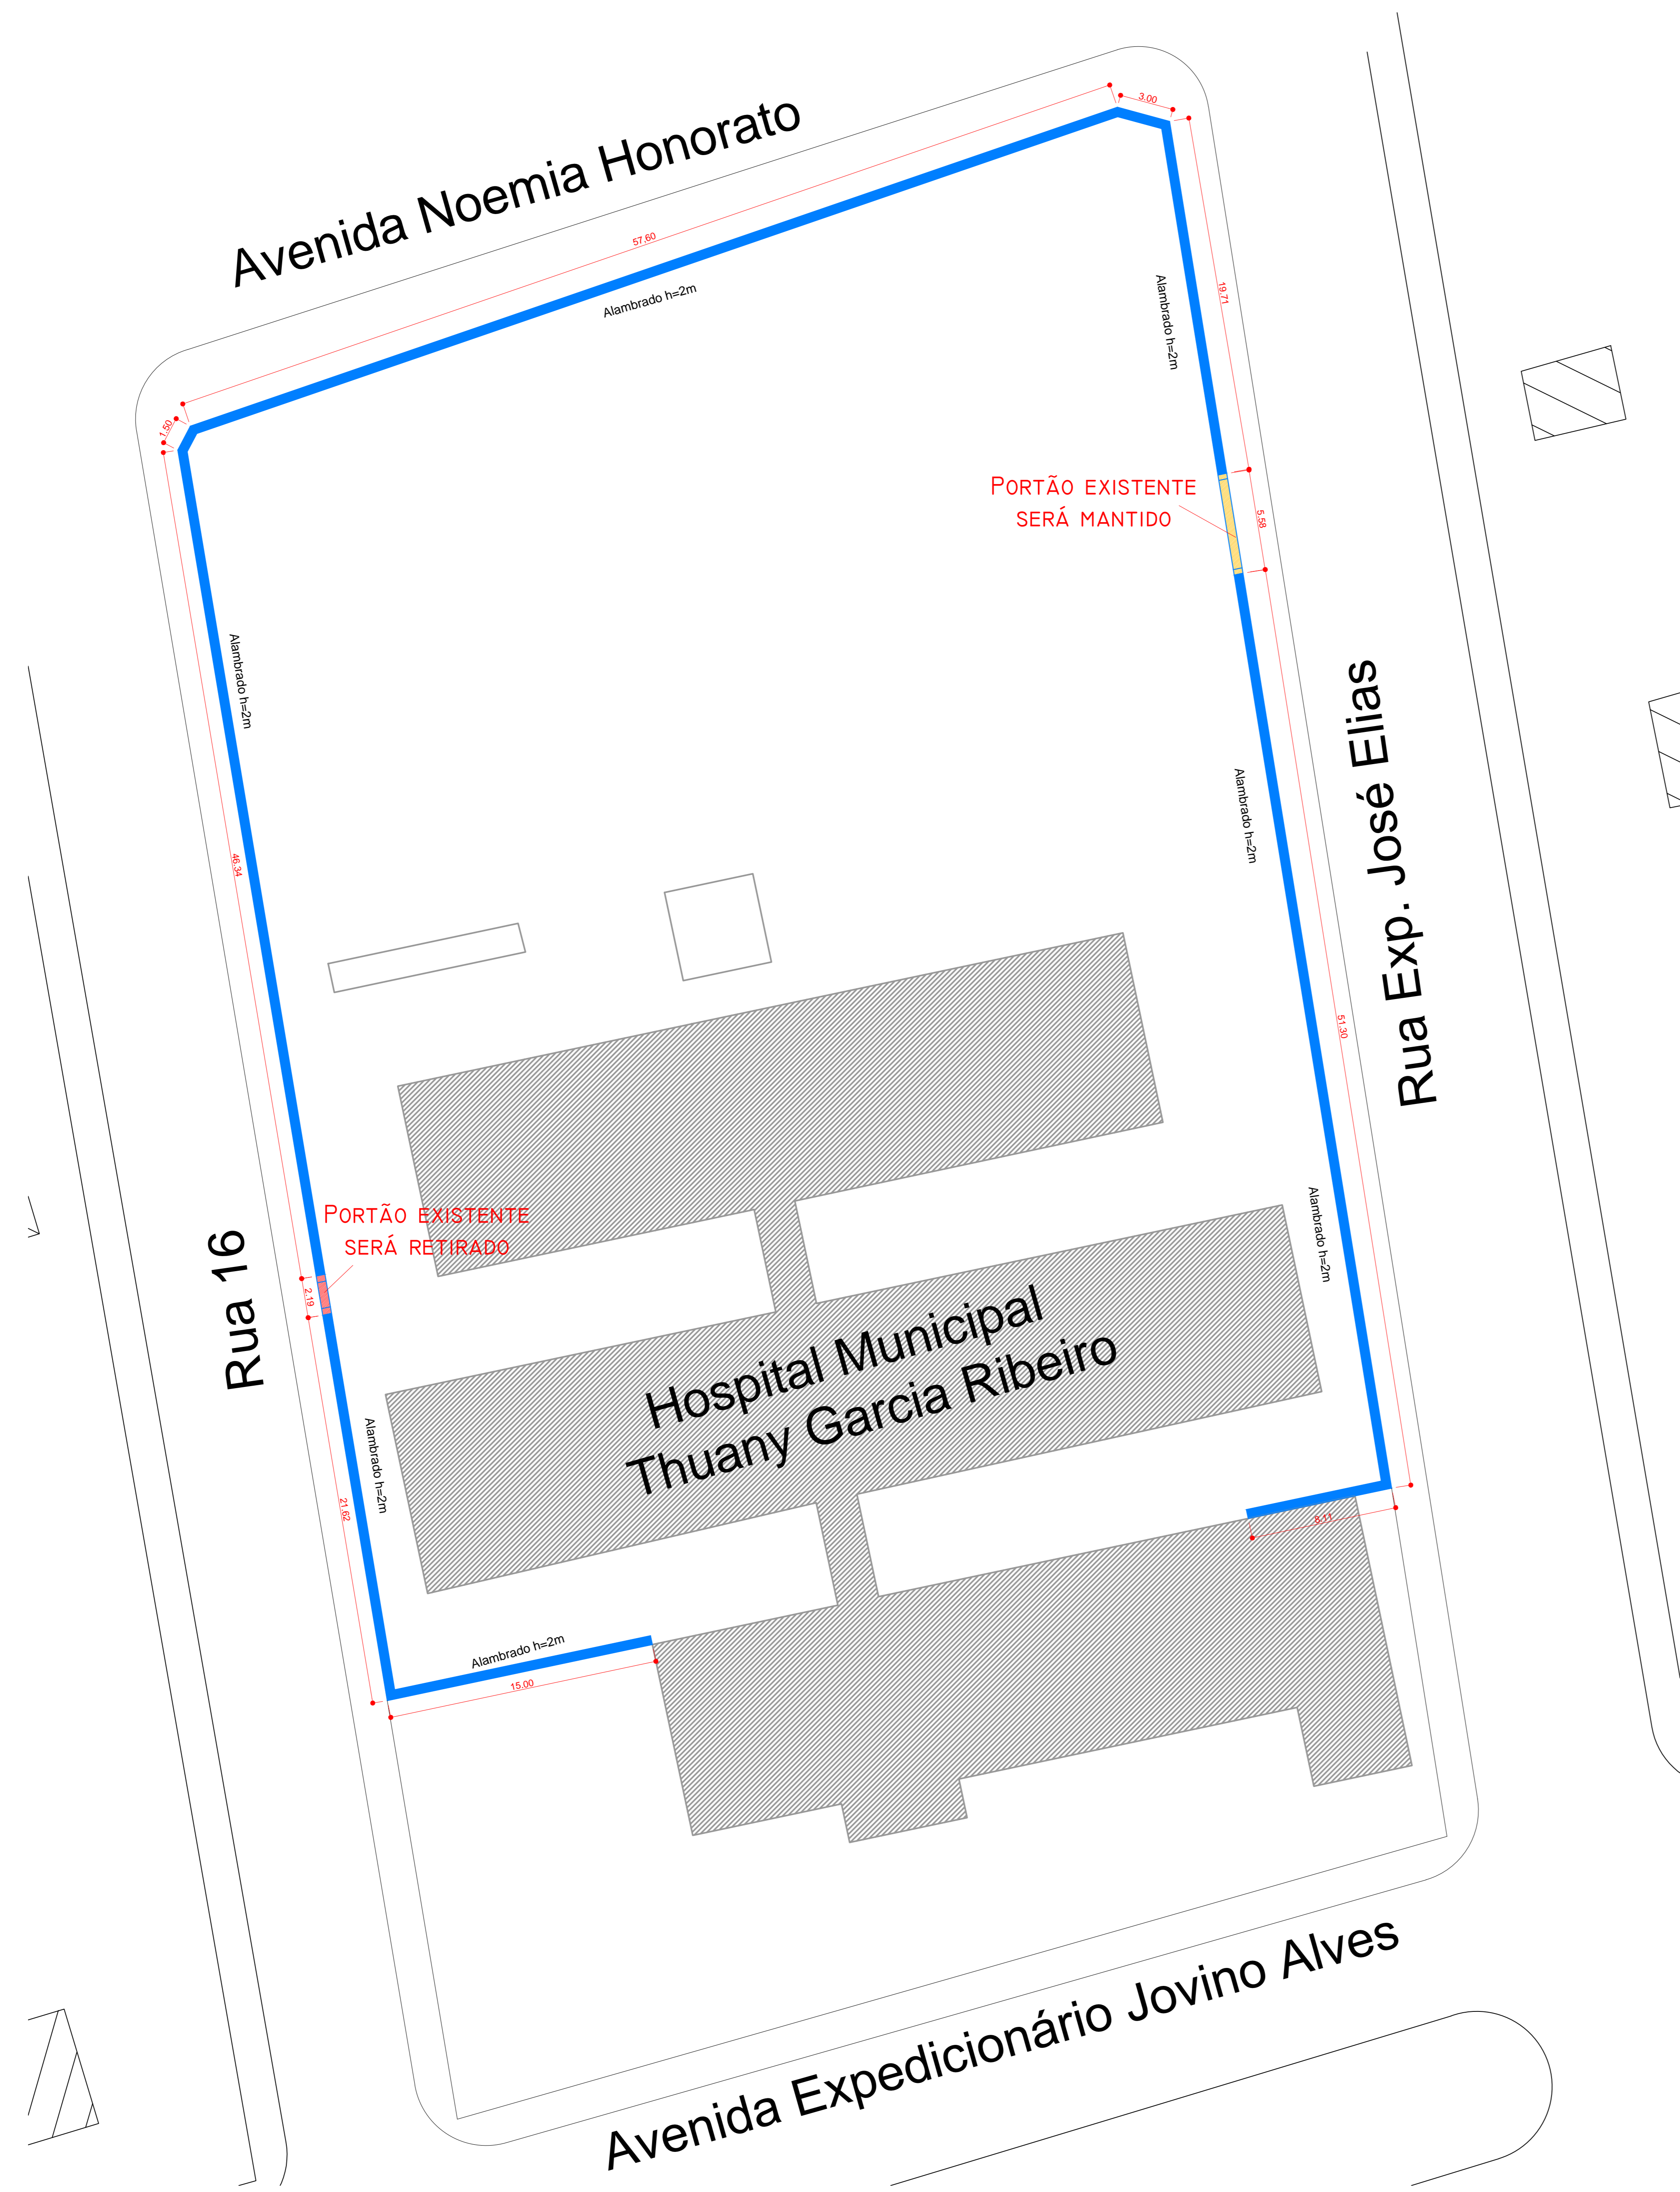 Avenida Noemia Honorato
3.00
57.60
Alambrado h=2m
19.71
Alambrado h=2m
1.50
PORTÃO EXISTENTE
SERÁ MANTIDO
5.58
Alambrado h=2m
46.34
Rua Exp. José Elias
Alambrado h=2m
51.30
PORTÃO EXISTENTE
SERÁ RETIRADO
2.19
Rua 16
Alambrado h=2m
Hospital Municipal
Thuany Garcia Ribeiro
Alambrado h=2m
21.62
8.11
Alambrado h=2m
15.00
Avenida Expedicionário Jovino Alves